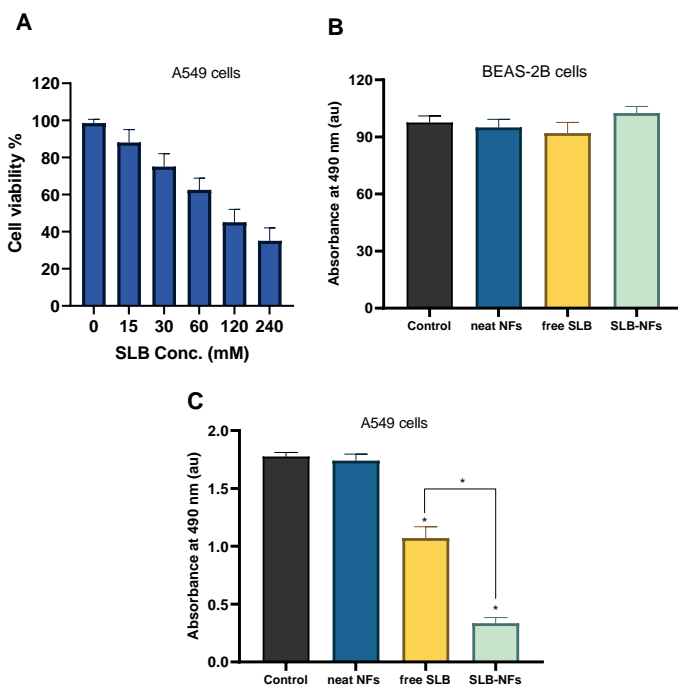 A
A549 cells
Cell viability %
120
100
80
60
40
20
0
0 15 30 60 120 240
SLB Conc. (mM)
B
BEAS-2B cells
Absorbance at 490 nm (au)
120
90
60
30
0
Control neat NFs free SLB SLB-NFs
C
A549 cells
Absorbance at 490 nm (au)
2.0
1.5
1.0
0.5
0.0
*
*
*
Control neat NFs free SLB SLB-NFs